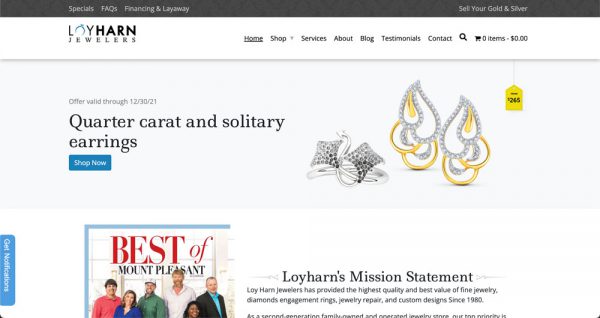 Specials FAQs Financing & Layaway Sell Your Gold & Silver
LOYHARN
JEWELERS
Home Shop Services About Blog Testimonials Contact 0 items - $0.00
Offer valid through 12/30/21
Quarter carat and solitary
earrings
Shop Now
$265
Get Notifications
BEST of
MOUNT PLEASANT
Loyharn's Mission Statement
Loy Harn Jewelers has provided the highest quality and best value of fine jewelry,
diamonds engagement rings, jewelry repair, and custom designs Since 1980.
As a second-generation family-owned and operated jewelry store, our top priority is